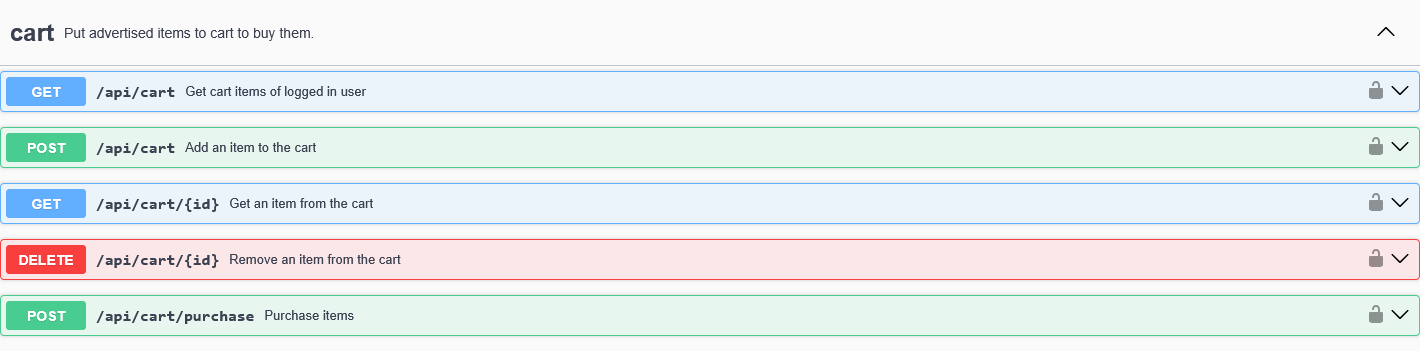 cart Put advertised items to cart to buy them.
GET /api/cart Get cart items of logged in user
POST /api/cart Add an item to the cart
GET /api/cart/{id} Get an item from the cart
DELETE /api/cart/{id} Remove an item from the cart
POST /api/cart/purchase Purchase items